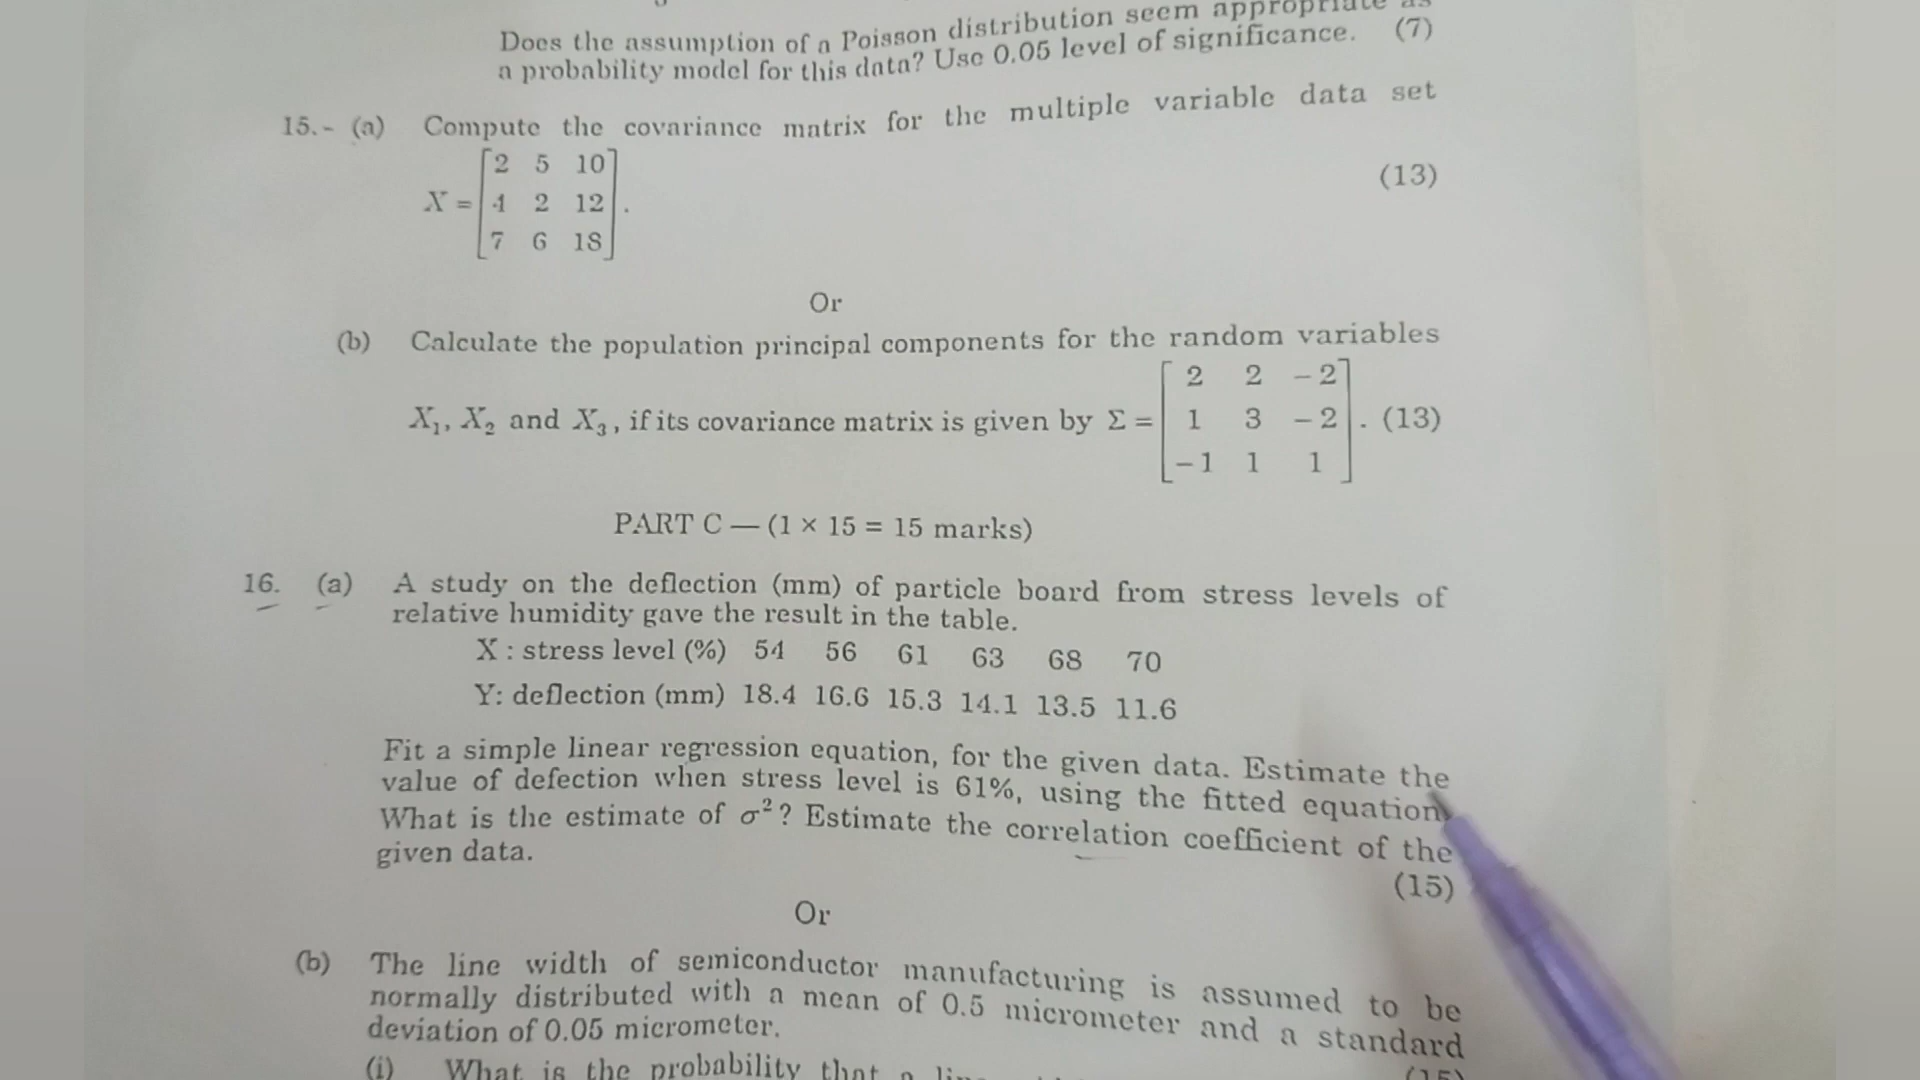 Does the assumption of a Poisson distribution seem appropriate as
a probability model for this data? Use 0.05 level of significance. (7)
15.- (a) Compute the covariance matrix for the multiple variable data set
X = [2 5 10
4 2 12
7 6 18].
(13)
Or
(b) Calculate the population principal components for the random variables
X₁, X₂ and X₃, if its covariance matrix is given by Σ = [2 2 −2
1 3 −2
−1 1 1]. (13)
PART C — (1 × 15 = 15 marks)
16. (a) A study on the deflection (mm) of particle board from stress levels of
relative humidity gave the result in the table.
X : stress level (%) 54 56 61 63 68 70
Y: deflection (mm) 18.4 16.6 15.3 14.1 13.5 11.6
Fit a simple linear regression equation, for the given data. Estimate the
value of defection when stress level is 61%, using the fitted equation
What is the estimate of σ²? Estimate the correlation coefficient of the
given data.
(15)
Or
(b) The line width of semiconductor manufacturing is assumed to be
normally distributed with a mean of 0.5 micrometer and a standard
deviation of 0.05 micrometer.
(i) What is the probability that a
(15)